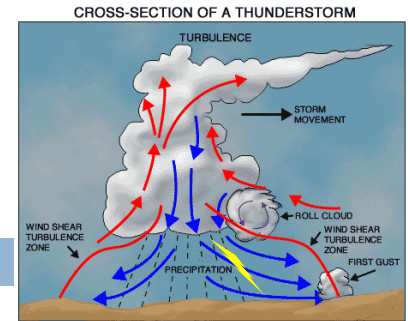 CROSS-SECTION OF A THUNDERSTORM
TURBULENCE
STORM
MOVEMENT
ROLL CLOUD
WIND SHEAR
TURBULENCE
ZONE
WIND SHEAR
TURBULENCE
ZONE
FIRST GUST
PRECIPITATION